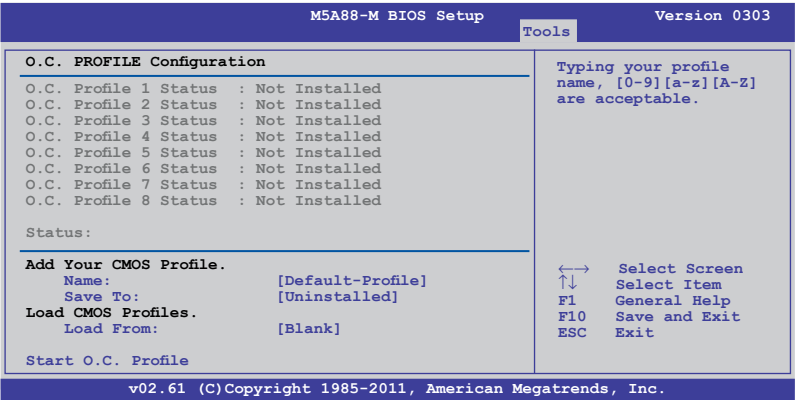 M5A88-M BIOS Setup Version 0303
Tools
O.C. PROFILE Configuration
O.C. Profile 1 Status : Not Installed
O.C. Profile 2 Status : Not Installed
O.C. Profile 3 Status : Not Installed
O.C. Profile 4 Status : Not Installed
O.C. Profile 5 Status : Not Installed
O.C. Profile 6 Status : Not Installed
O.C. Profile 7 Status : Not Installed
O.C. Profile 8 Status : Not Installed
Status:
Add Your CMOS Profile.
Name: [Default-Profile]
Save To: [Uninstalled]
Load CMOS Profiles.
Load From: [Blank]
Start O.C. Profile
Typing your profile
name, [0-9][a-z][A-Z]
are acceptable.
←→ Select Screen
↑↓ Select Item
F1 General Help
F10 Save and Exit
ESC Exit
v02.61 (C)Copyright 1985-2011, American Megatrends, Inc.